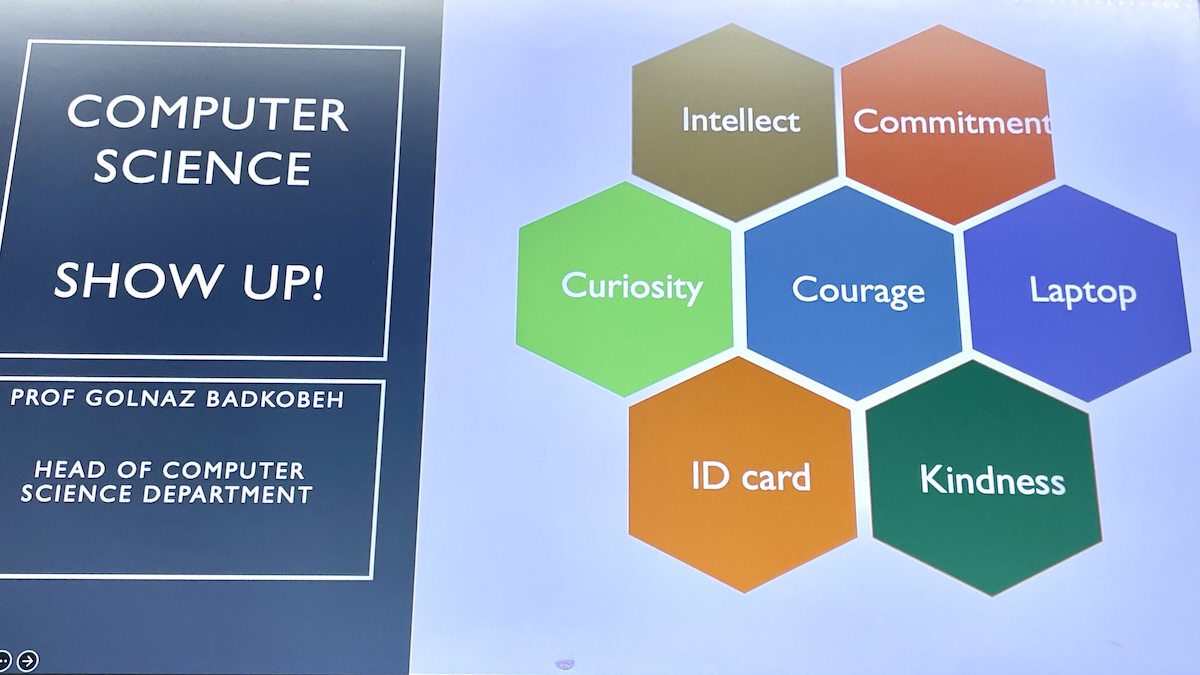 COMPUTER
SCIENCE
SHOW UP!
PROF GOLNAZ BADKOBEH
HEAD OF COMPUTER
SCIENCE DEPARTMENT
Intellect
Commitment
Curiosity
Courage
Laptop
ID card
Kindness